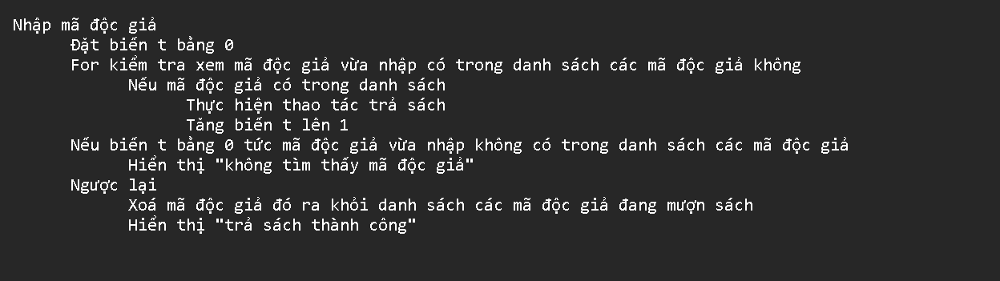 Nhập mã độc giả
Đặt biến t bằng 0
For kiểm tra xem mã độc giả vừa nhập có trong danh sách các mã độc giả không
Nếu mã độc giả có trong danh sách
Thực hiện thao tác trả sách
Tăng biến t lên 1
Nếu biến t bằng 0 tức mã độc giả vừa nhập không có trong danh sách các mã độc giả
Hiển thị "không tìm thấy mã độc giả"
Ngược lại
Xoá mã độc giả đó ra khỏi danh sách các mã độc giả đang mượn sách
Hiển thị "trả sách thành công"